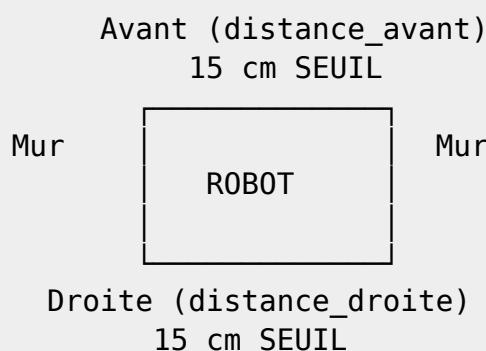 Avant (distance_avant)
15 cm SEUIL
Mur Mur
ROBOT
Droite (distance_droite)
15 cm SEUIL